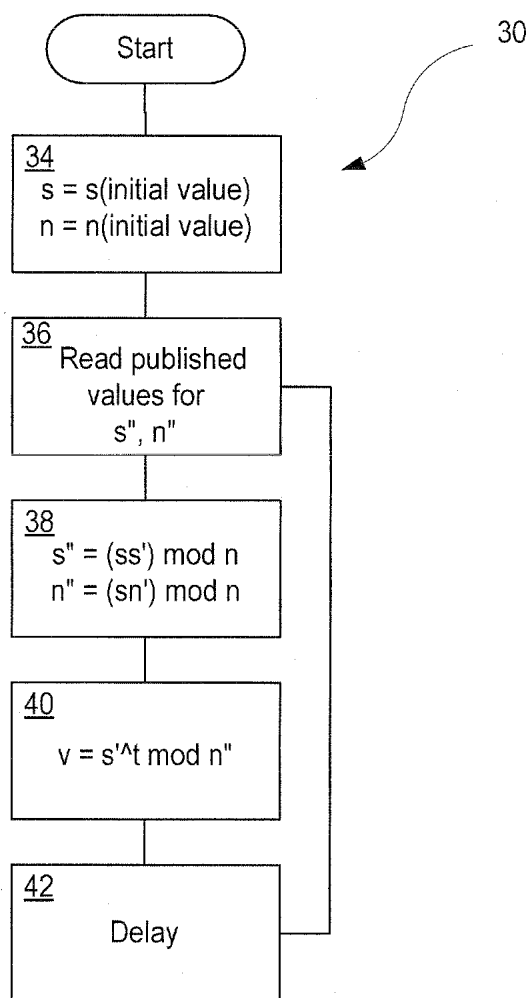 Start
30
34
s = s(initial value)
n = n(initial value)
36
Read published
values for
s", n"
38
s" = (ss') mod n
n" = (sn') mod n
40
v = s'^t mod n"
42
Delay